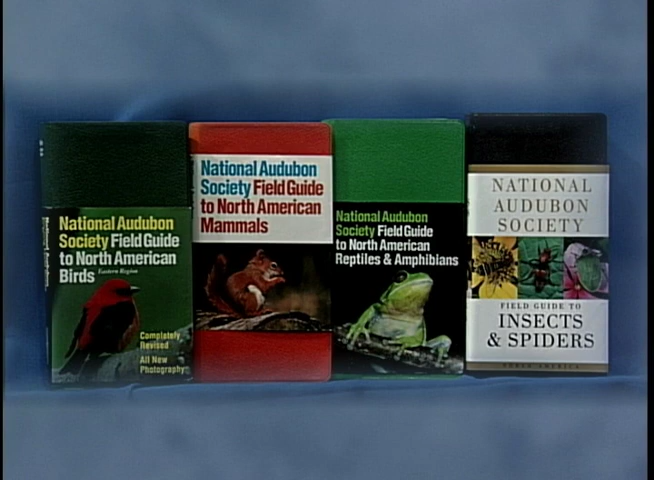 National Audubon
Society Field Guide
to North American
Birds Eastern Region
Completely
Revised
All New
Photography
National Audubon
Society Field Guide
to North American
Mammals
National Audubon
Society Field Guide
to North American
Reptiles & Amphibians
NATIONAL
AUDUBON
SOCIETY
FIELD GUIDE TO
INSECTS
& SPIDERS
NORTH AMERICA